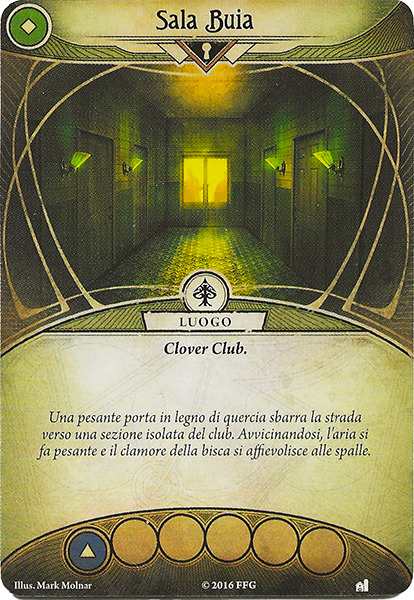 Sala Buia
LUOGO
Clover Club.
Una pesante porta in legno di quercia sbarra la strada
verso una sezione isolata del club. Avvicinandosi, l'aria si
fa pesante e il clamore della bisca si affievolisce alle spalle.
Illus. Mark Molnar
© 2016 FFG